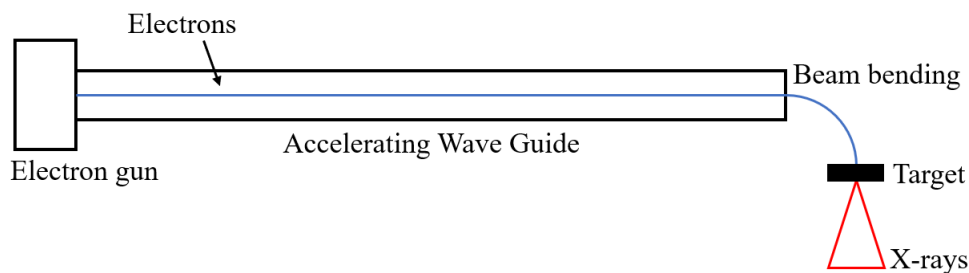 Electrons
Beam bending
Accelerating Wave Guide
Electron gun
Target
X-rays